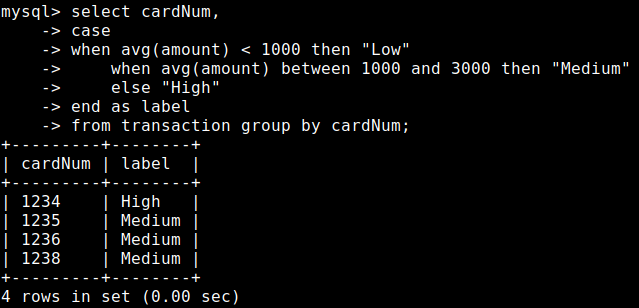 mysql> select cardNum,
    -> case
    -> when avg(amount) < 1000 then "Low"
    ->     when avg(amount) between 1000 and 3000 then "Medium"
    ->     else "High"
    -> end as label
    -> from transaction group by cardNum;
+---------+--------+
| cardNum | label  |
+---------+--------+
| 1234    | High   |
| 1235    | Medium |
| 1236    | Medium |
| 1238    | Medium |
+---------+--------+
4 rows in set (0.00 sec)